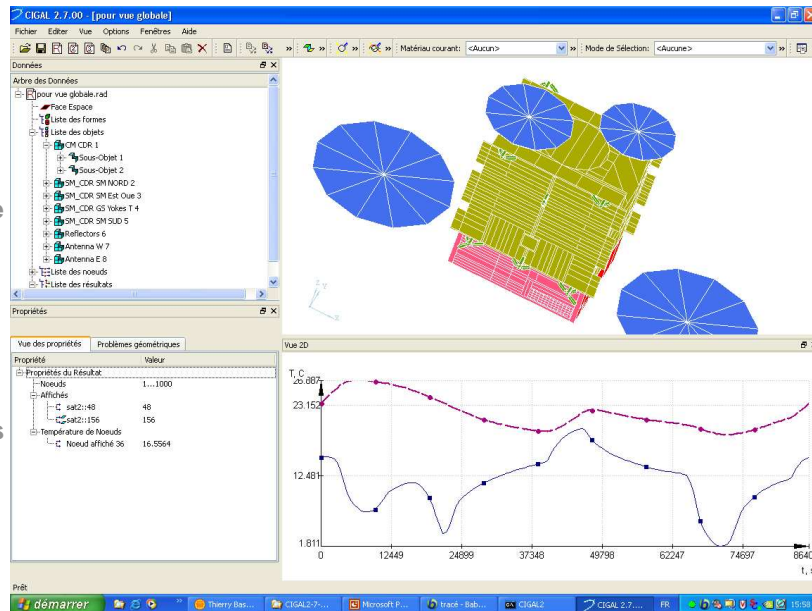 CIGAL 2.7.00 - [pour vue globale]
Fichier Editer Vue Options Fenêtres Aide
Matériau courant: <Aucun> Mode de Sélection: <Aucune>
Données
Arbre des Données
pour vue globale.rad
Face Espace
Liste des formes
Liste des objets
CM CDR 1
Sous-Objet 1
Sous-Objet 2
SM_CDR SM NORD 2
SM_CDR SM Est Oue 3
SM_CDR GS Yokes T 4
SM_CDR SM SUD 5
Reflectors 6
Antenna W 7
Antenna E 8
Liste des noeuds
Liste des résultats
Propriétés
Vue des propriétés Problèmes géométriques
Propriété Valeur
Propriétés du Résultat
Noeuds 1...1000
Affichés
sat2::48 48
sat2::156 156
Température de Noeuds
Noeud affiché 36 16.5564
Vue 2D
T, C
26.887
23.152
12.481
1.811
0 12449 24899 37348 49798 62247 74697 8640
t, s
Prêt
démarrer Thierry Bas... CIGAL2-7-... Microsoft P... tracé - Bab... CIGAL2 CIGAL 2.7.... FR